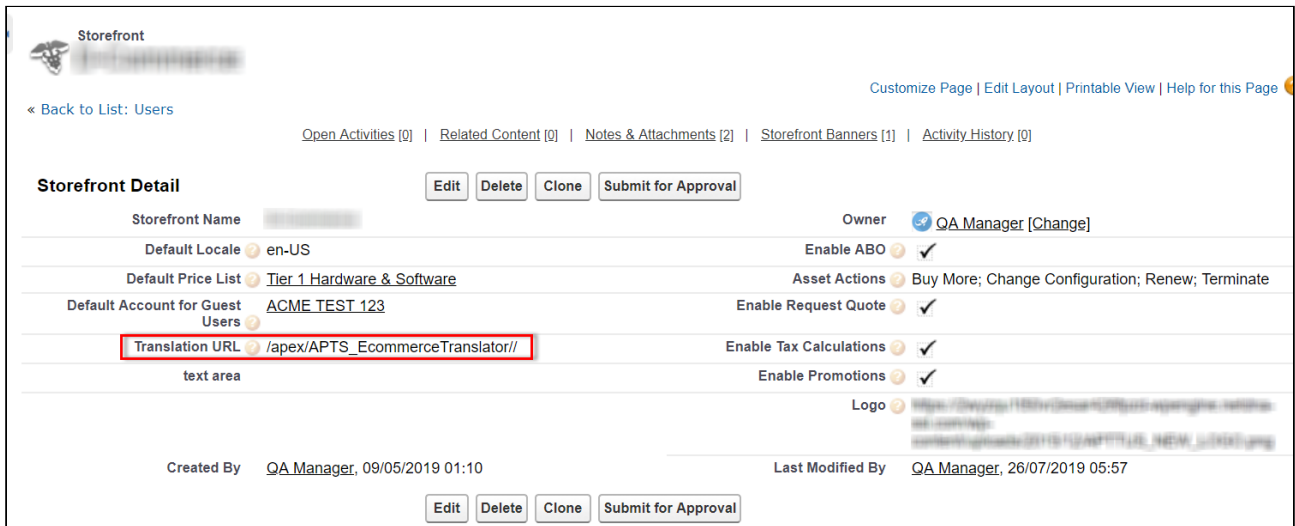 Storefront
Customize Page | Edit Layout | Printable View | Help for this Page
« Back to List: Users
Open Activities [0] | Related Content [0] | Notes & Attachments [2] | Storefront Banners [1] | Activity History [0]
Storefront Detail Edit Delete Clone Submit for Approval
Storefront Name Owner QA Manager [Change]
Default Locale ? en-US Enable ABO ?
Default Price List ? Tier 1 Hardware & Software Asset Actions ? Buy More; Change Configuration; Renew; Terminate
Default Account for Guest Users ? ACME TEST 123 Enable Request Quote ?
Translation URL ? /apex/APTS_EcommerceTranslator// Enable Tax Calculations ?
text area Enable Promotions ?
Logo ?
Created By QA Manager, 09/05/2019 01:10 Last Modified By QA Manager, 26/07/2019 05:57
Edit Delete Clone Submit for Approval